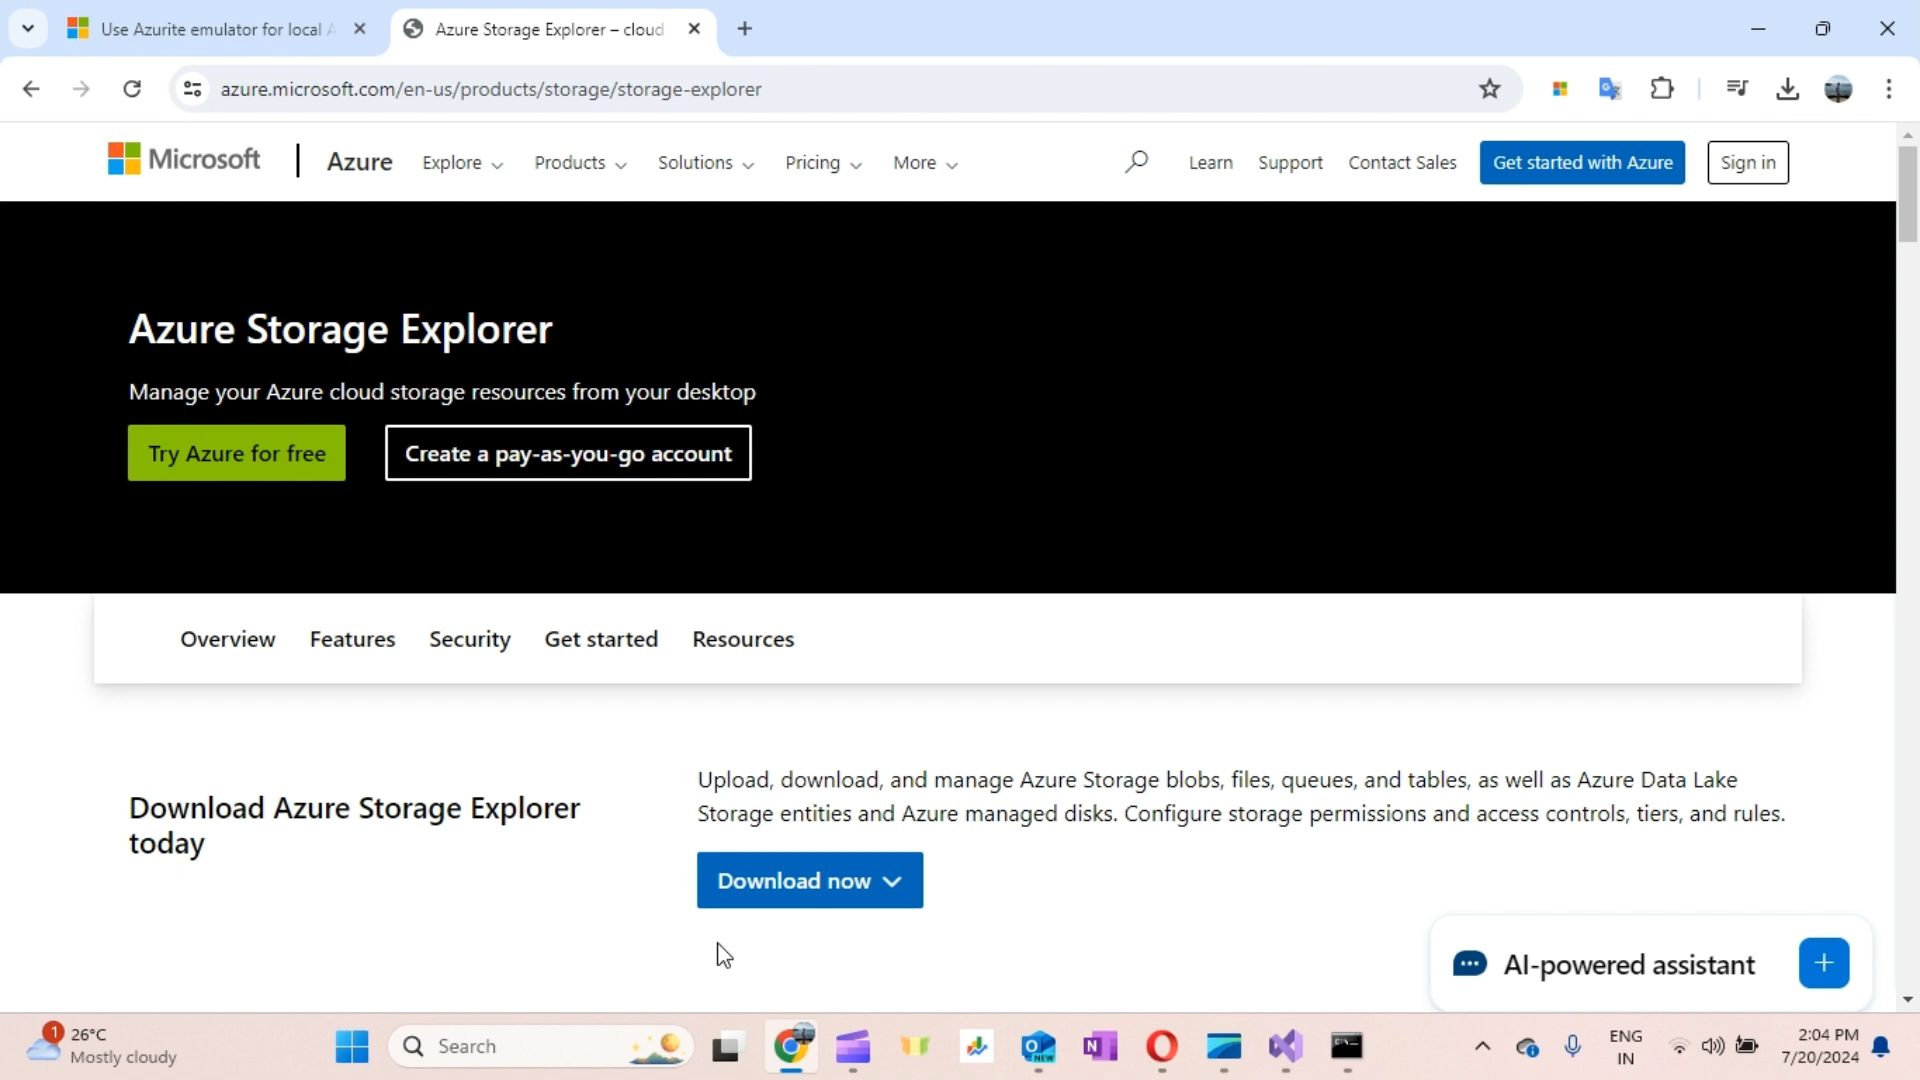 Use Azurite emulator for local
Azure Storage Explorer – cloud
azure.microsoft.com/en-us/products/storage/storage-explorer
Microsoft
Azure
Explore
Products
Solutions
Pricing
More
Learn
Support
Contact Sales
Get started with Azure
Sign in
Azure Storage Explorer
Manage your Azure cloud storage resources from your desktop
Try Azure for free
Create a pay-as-you-go account
Overview
Features
Security
Get started
Resources
Download Azure Storage Explorer
today
Upload, download, and manage Azure Storage blobs, files, queues, and tables, as well as Azure Data Lake
Storage entities and Azure managed disks. Configure storage permissions and access controls, tiers, and rules.
Download now
AI-powered assistant
1
26°C
Mostly cloudy
Search
NEW
N
ENG
IN
2:04 PM
7/20/2024